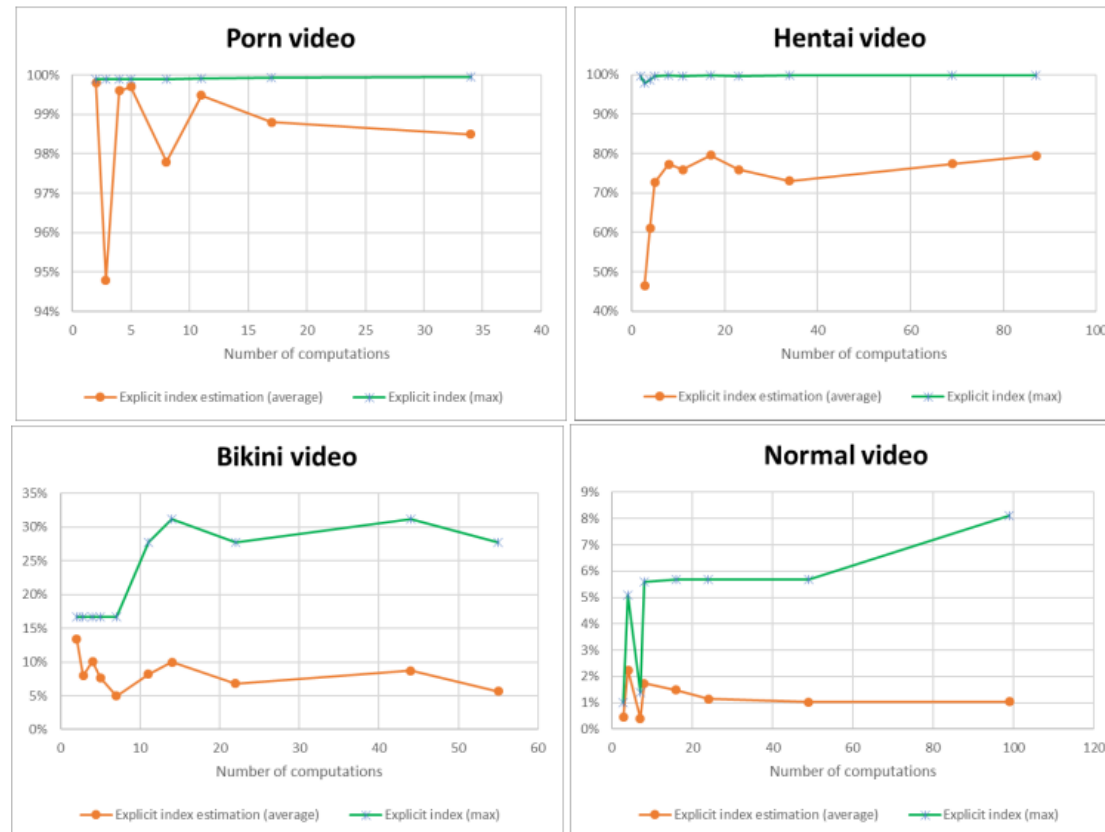 Porn video
100%
99%
98%
97%
96%
95%
94%
0 5 10 15 20 25 30 35 40
Number of computations
Explicit index estimation (average) Explicit index (max)
Hentai video
100%
90%
80%
70%
60%
50%
40%
0 20 40 60 80 100
Number of computations
Explicit index estimation (average) Explicit index (max)
Bikini video
35%
30%
25%
20%
15%
10%
5%
0%
0 10 20 30 40 50 60
Number of computations
Explicit index estimation (average) Explicit index (max)
Normal video
9%
8%
7%
6%
5%
4%
3%
2%
1%
0%
0 20 40 60 80 100 120
Number of computations
Explicit index estimation (average) Explicit index (max)